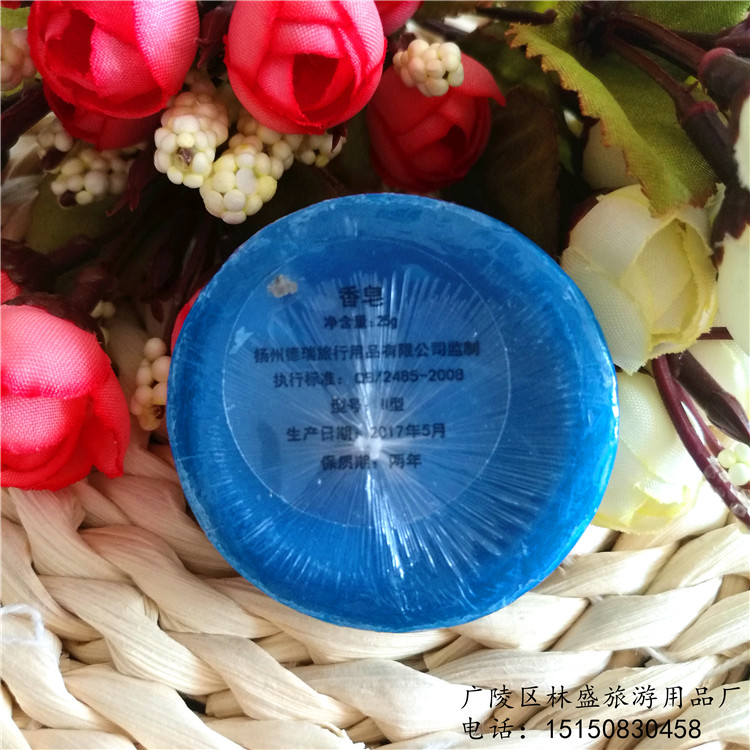 香皂
净含量:25g
扬州德瑞旅行用品有限公司监制
执行标准：QB/2485-2008
型号：II型
生产日期：2017年5月
保质期：两年
广陵区林盛旅游用品厂
电话：15150830458